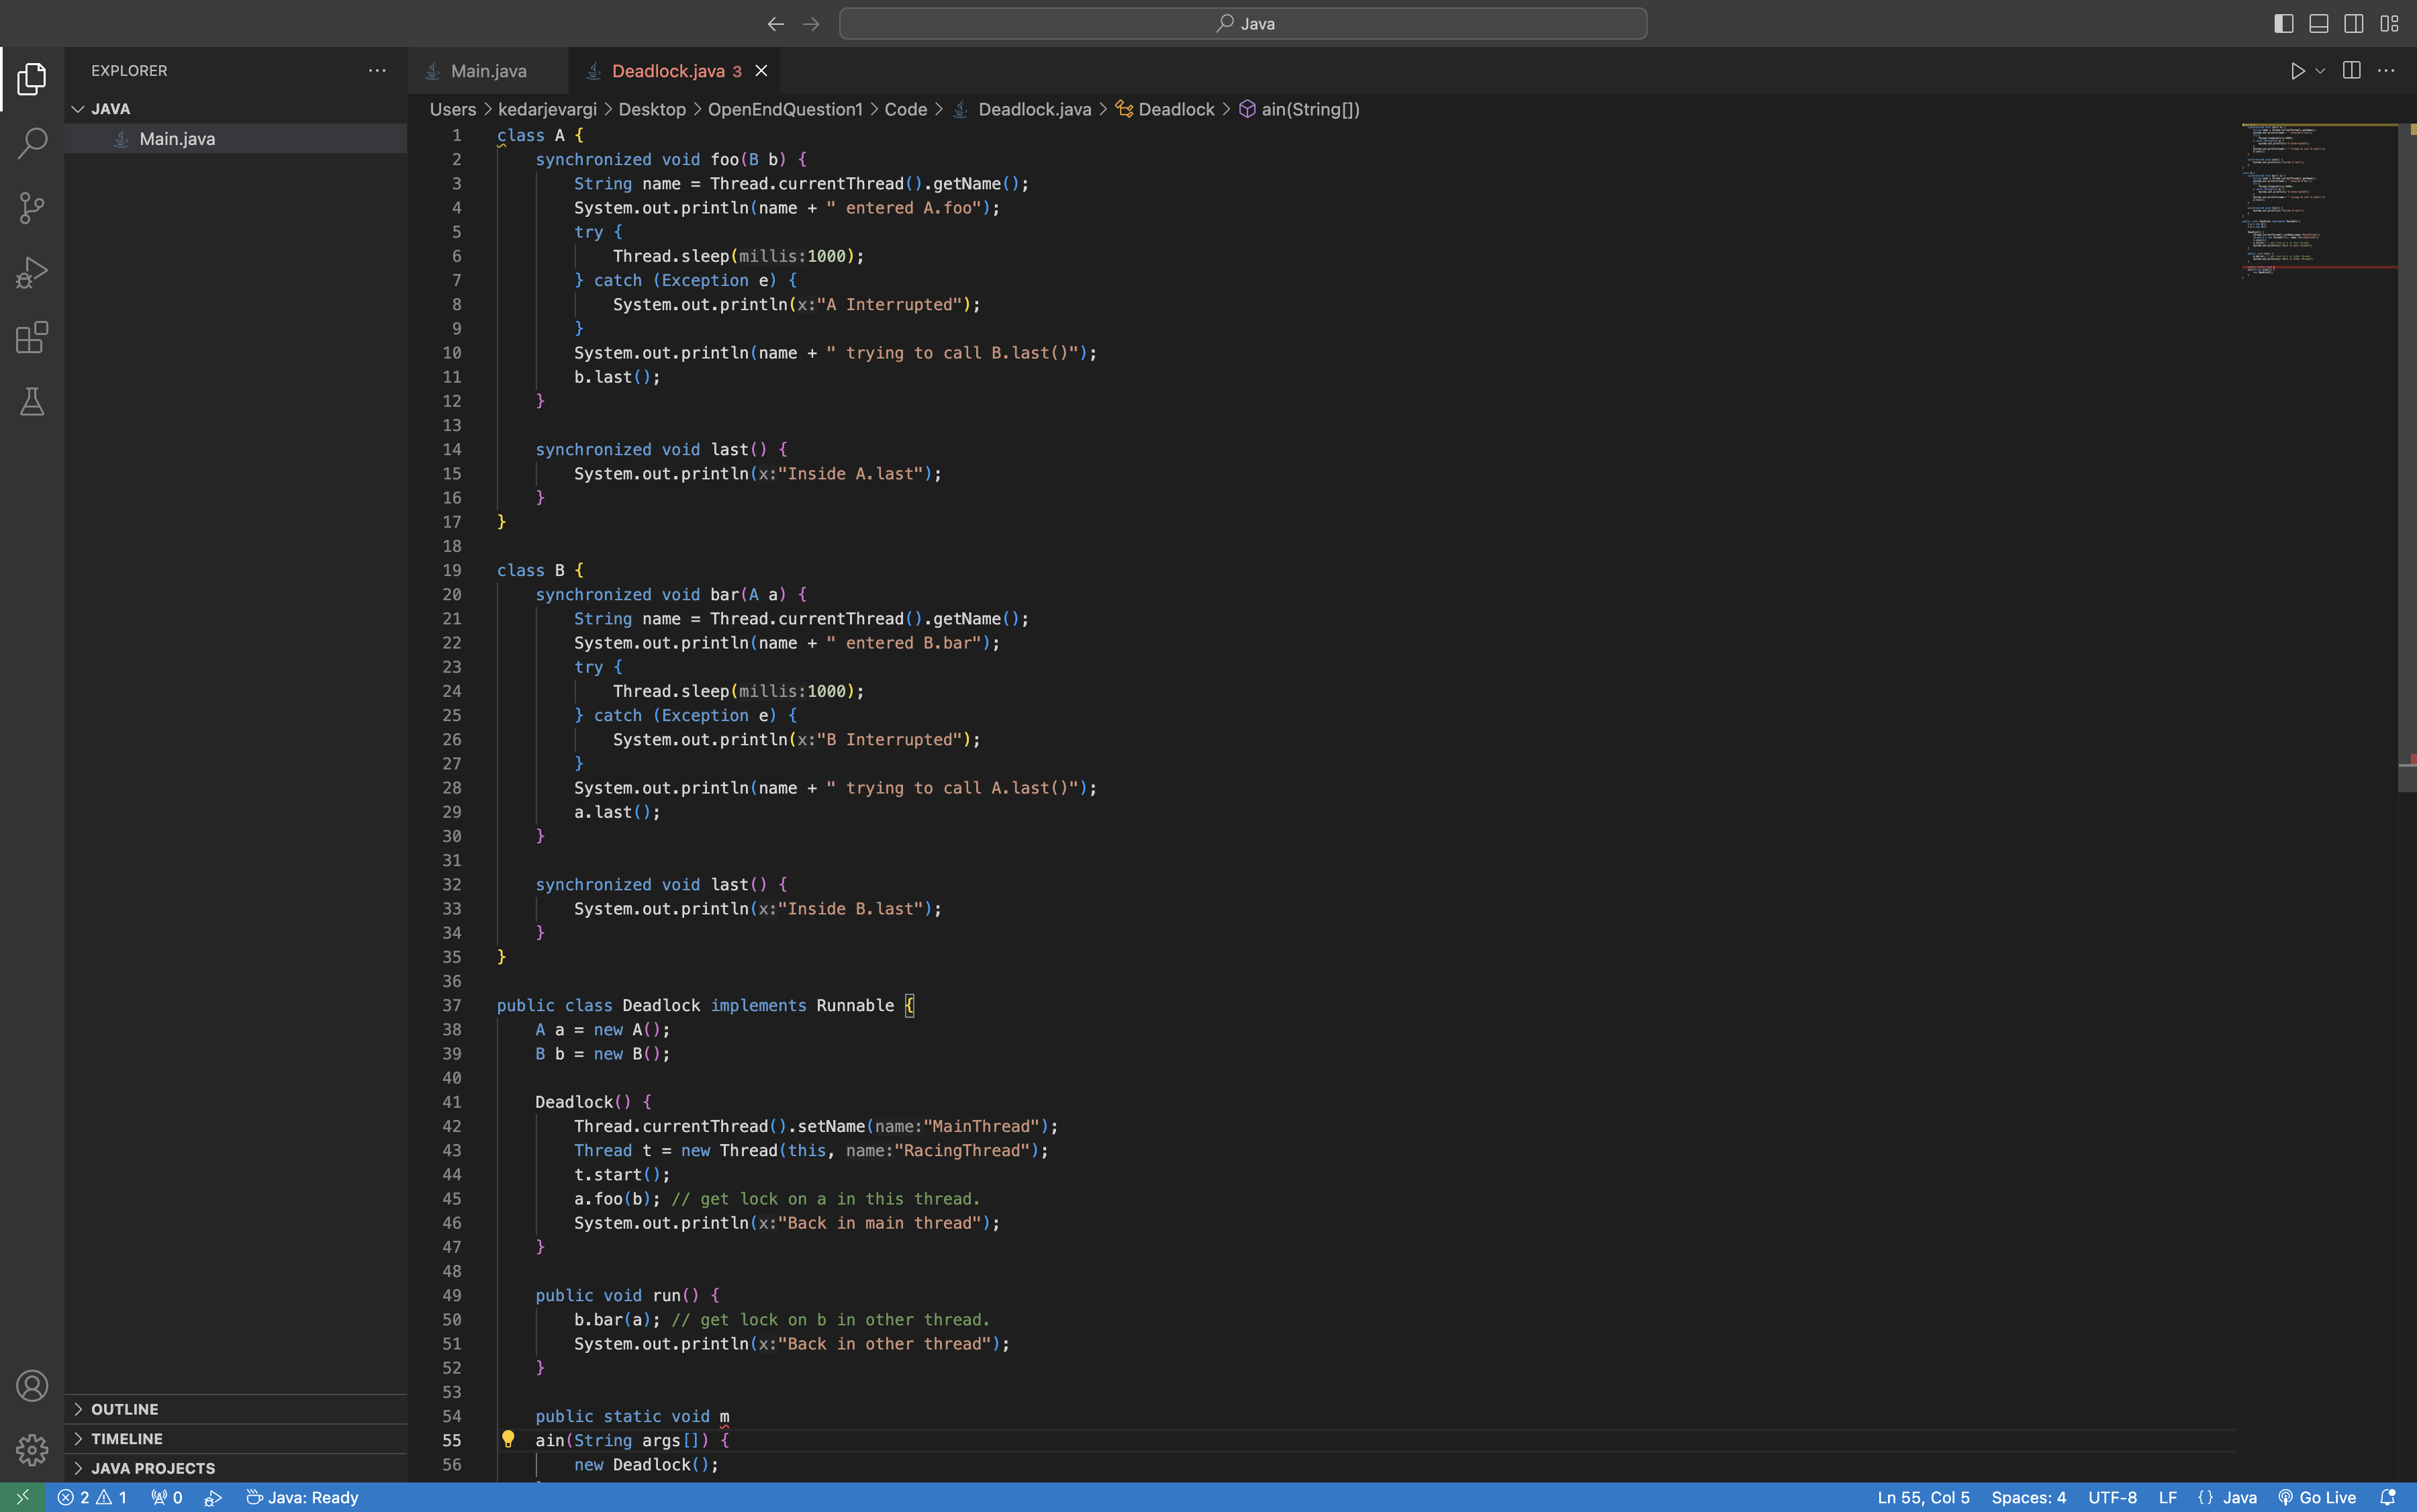 Java
EXPLORER
JAVA
Main.java
OUTLINE
TIMELINE
JAVA PROJECTS
Main.java
Deadlock.java 3
Users > kedarjevargi > Desktop > OpenEndQuestion1 > Code > Deadlock.java > Deadlock > ain(String[])
1 class A {
2 synchronized void foo(B b) {
3 String name = Thread.currentThread().getName();
4 System.out.println(name + " entered A.foo");
5 try {
6 Thread.sleep(millis:1000);
7 } catch (Exception e) {
8 System.out.println(x:"A Interrupted");
9 }
10 System.out.println(name + " trying to call B.last()");
11 b.last();
12 }
13
14 synchronized void last() {
15 System.out.println(x:"Inside A.last");
16 }
17 }
18
19 class B {
20 synchronized void bar(A a) {
21 String name = Thread.currentThread().getName();
22 System.out.println(name + " entered B.bar");
23 try {
24 Thread.sleep(millis:1000);
25 } catch (Exception e) {
26 System.out.println(x:"B Interrupted");
27 }
28 System.out.println(name + " trying to call A.last()");
29 a.last();
30 }
31
32 synchronized void last() {
33 System.out.println(x:"Inside B.last");
34 }
35 }
36
37 public class Deadlock implements Runnable {
38 A a = new A();
39 B b = new B();
40
41 Deadlock() {
42 Thread.currentThread().setName(name:"MainThread");
43 Thread t = new Thread(this, name:"RacingThread");
44 t.start();
45 a.foo(b); // get lock on a in this thread.
46 System.out.println(x:"Back in main thread");
47 }
48
49 public void run() {
50 b.bar(a); // get lock on b in other thread.
51 System.out.println(x:"Back in other thread");
52 }
53
54 public static void m
55 ain(String args[]) {
56 new Deadlock();
2 1 0 Java: Ready Ln 55, Col 5 Spaces: 4 UTF-8 LF {} Java Go Live